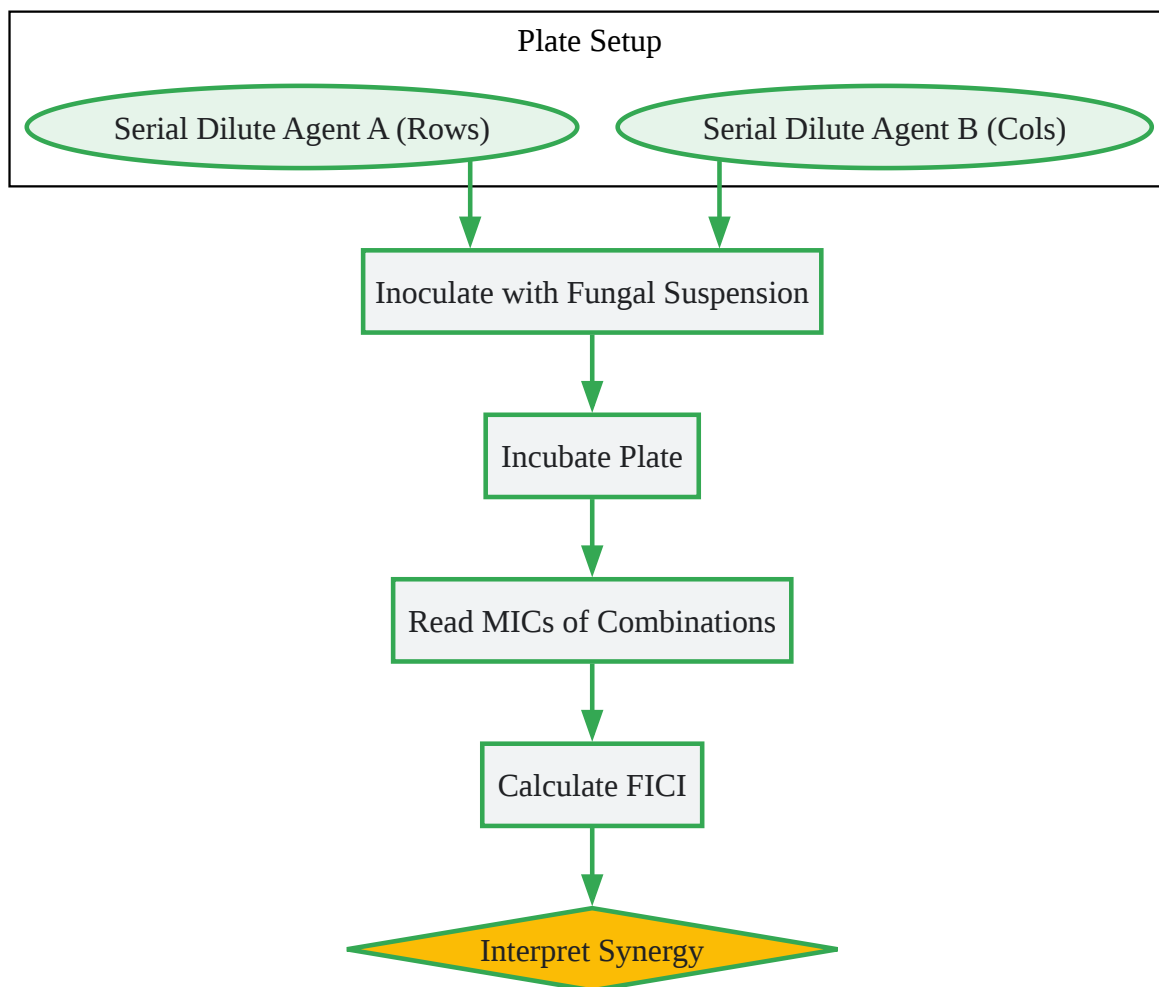 Plate Setup
Serial Dilute Agent A (Rows)
Serial Dilute Agent B (Cols)
Inoculate with Fungal Suspension
Incubate Plate
Read MICs of Combinations
Calculate FICI
Interpret Synergy